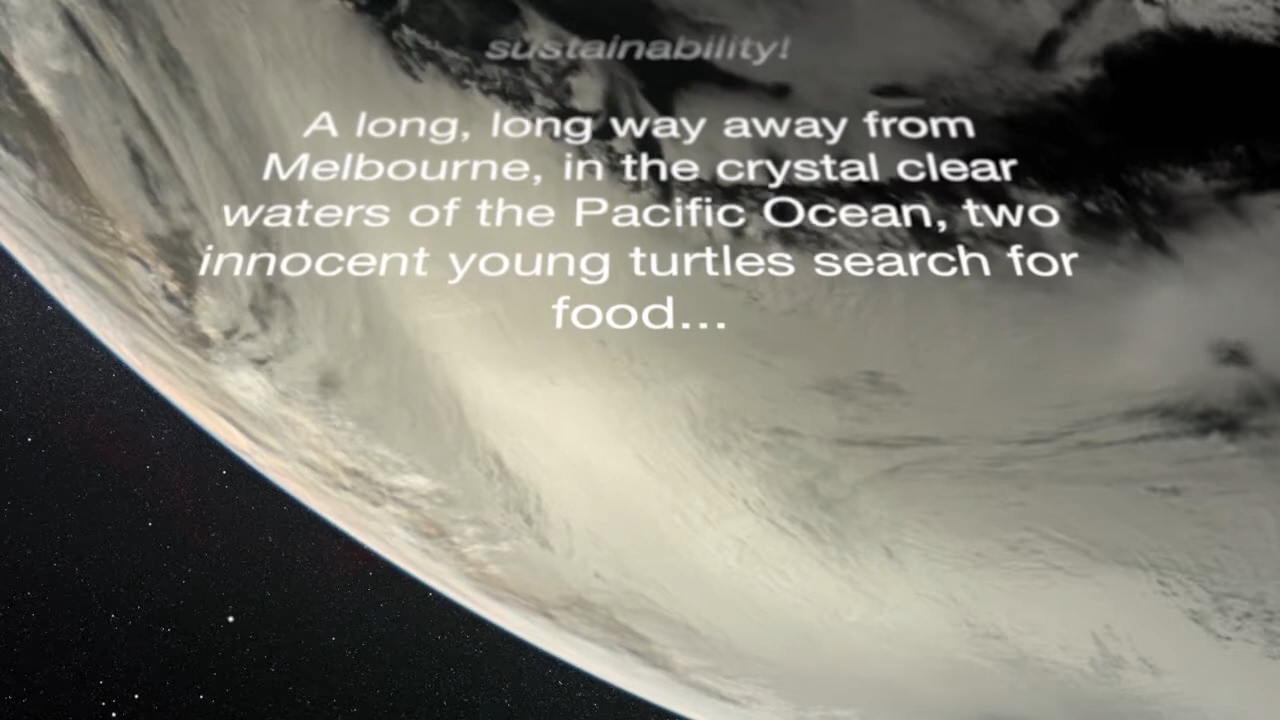 sustainability!
A long, long way away from
Melbourne, in the crystal clear
waters of the Pacific Ocean, two
innocent young turtles search for
food...